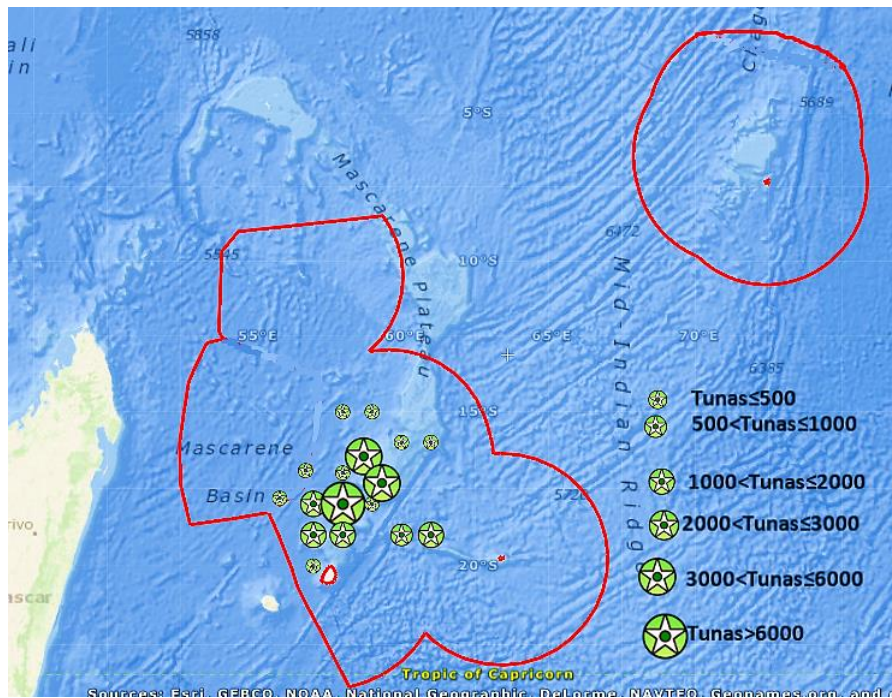 5858
ali
in
Chag
5689
5°S
Mascarene Plateau
6472
5545
10°S
Mid-Indian Ridge
55°E
60°E
65°E
70°E
6385
Tunas≤500
15°S
500<Tunas≤1000
Mascarene
Basin
1000<Tunas≤2000
5728
rivo
2000<Tunas≤3000
20°S
3000<Tunas≤6000
ascar
Tunas>6000
Tropic of Capricorn
Sources: Esri, GEBCO, NOAA, National Geographic, DeLorme, NAVTEQ, Geonames.org, and